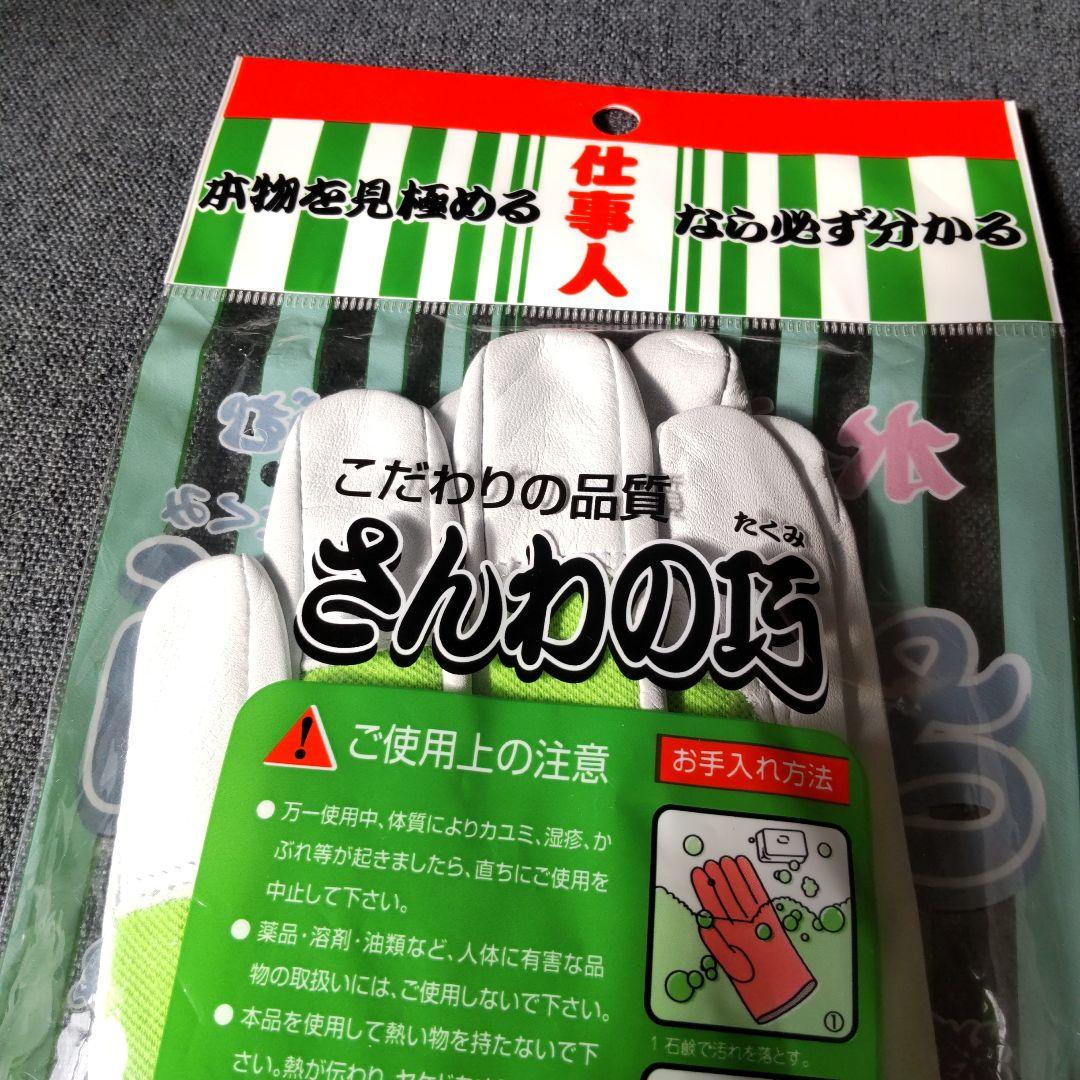 本物を見極める
仕事人
なら必ず分かる
こだわりの品質
たくみ
さんわの巧
ご使用上の注意
万一使用中、体質によりカユミ、湿疹、か
ぶれ等が起きましたら、直ちにご使用を
中止して下さい。
薬品・溶剤・油類など、人体に有害な品
物の取扱いには、ご使用しないで下さい。
本品を使用して熱い物を持たないで下
さい。熱が伝わり、ヤケド
お手入れ方法
①
1 石鹸で汚れを落とす。